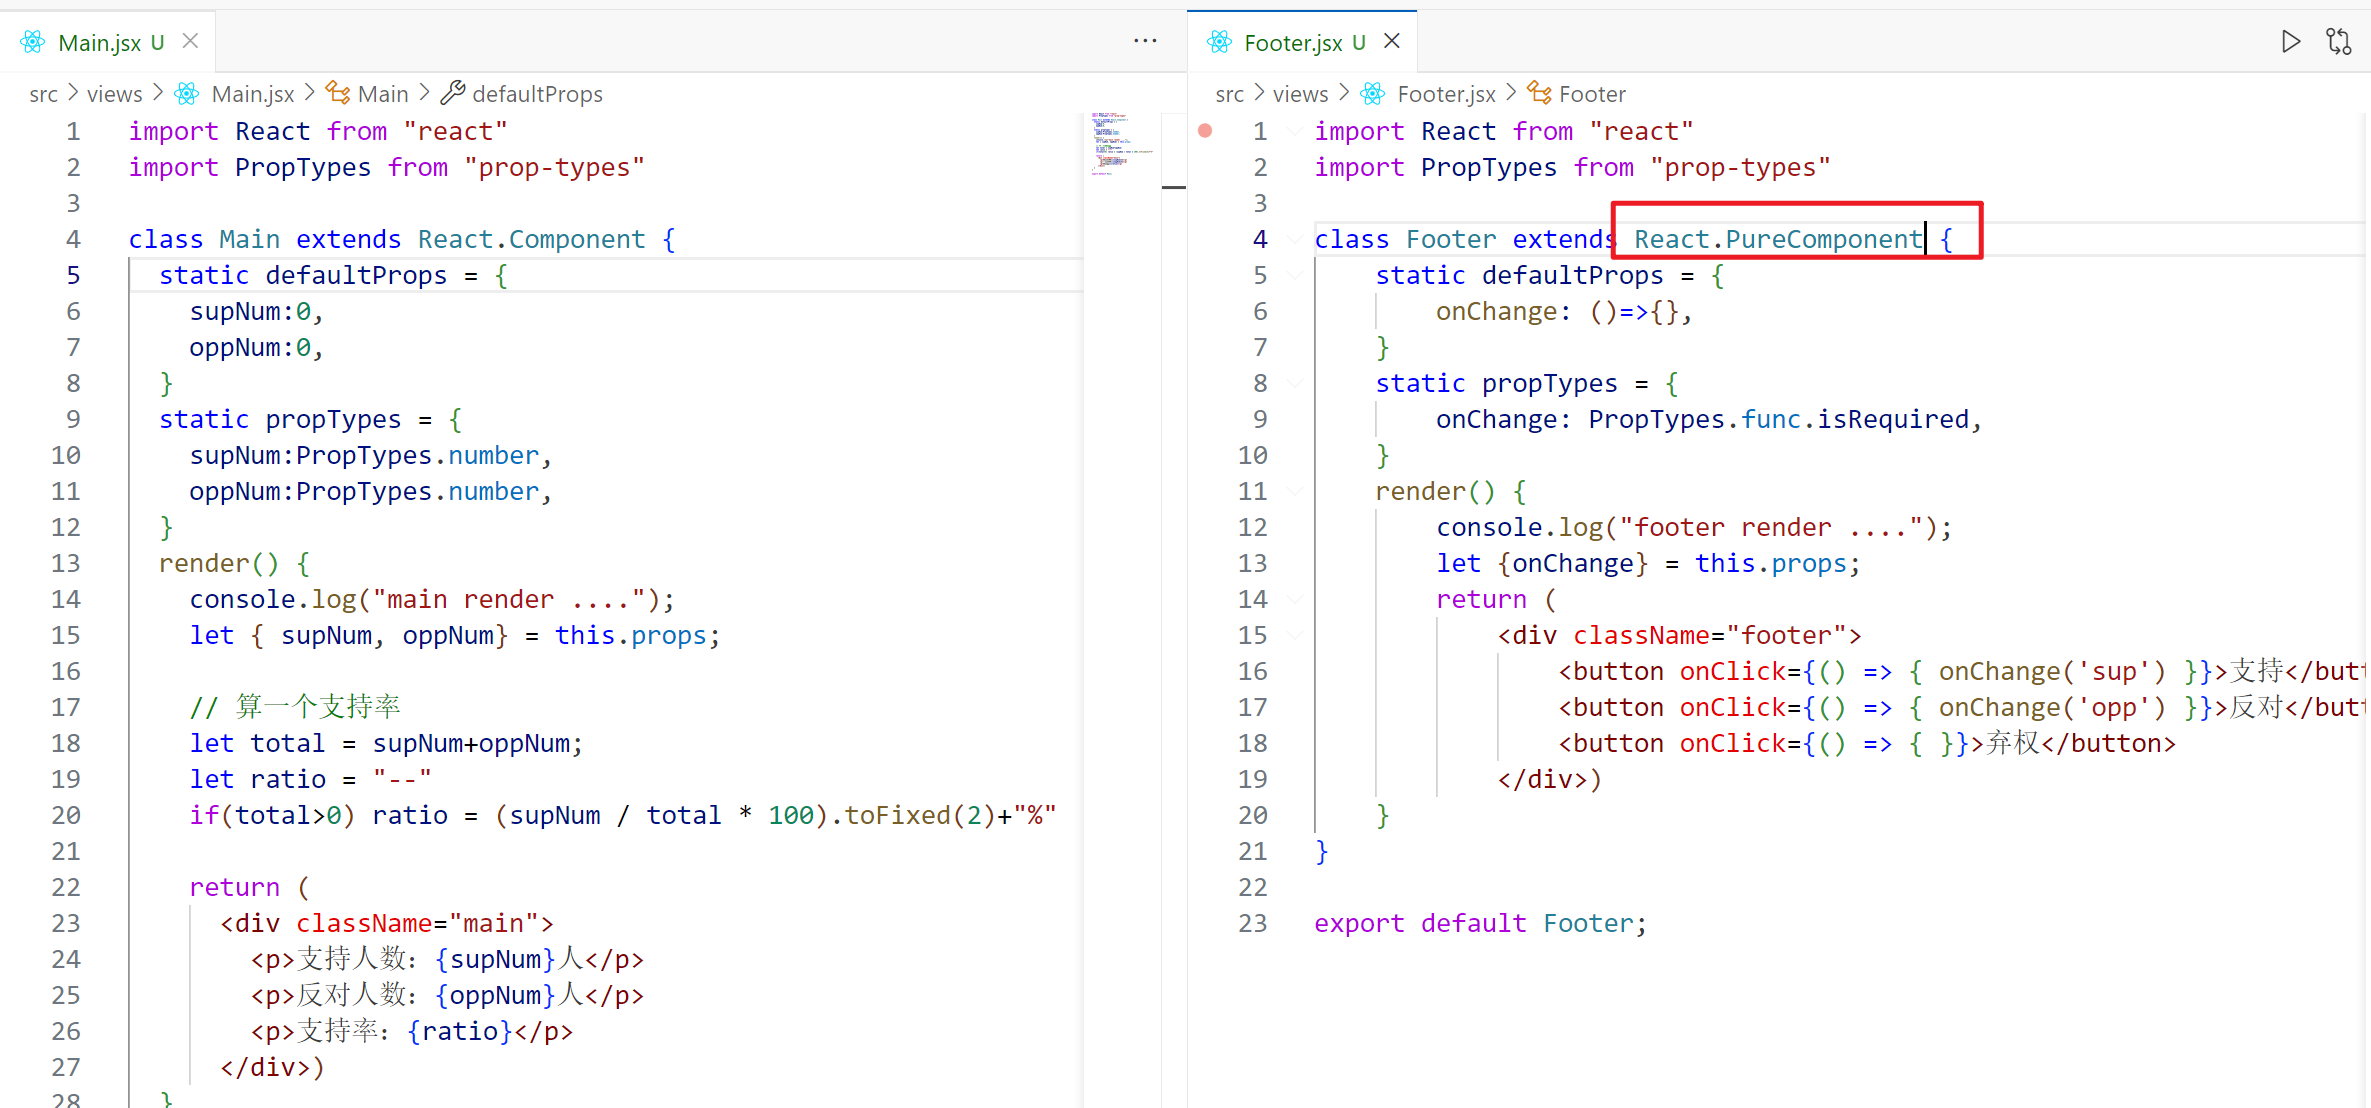 Main.jsx U
src > views > Main.jsx > Main > defaultProps
1 import React from "react"
2 import PropTypes from "prop-types"
3
4 class Main extends React.Component {
5   static defaultProps = {
6     supNum:0,
7     oppNum:0,
8   }
9   static propTypes = {
10     supNum:PropTypes.number,
11     oppNum:PropTypes.number,
12   }
13   render() {
14     console.log("main render ....");
15     let { supNum, oppNum} = this.props;
16
17     // 算一个支持率
18     let total = supNum+oppNum;
19     let ratio = "--"
20     if(total>0) ratio = (supNum / total * 100).toFixed(2)+"%"
21
22     return (
23       <div className="main">
24         <p>支持人数：{supNum}人</p>
25         <p>反对人数：{oppNum}人</p>
26         <p>支持率：{ratio}</p>
27       </div>)
28   }
Footer.jsx U
src > views > Footer.jsx > Footer
1 import React from "react"
2 import PropTypes from "prop-types"
3
4 class Footer extends React.PureComponent {
5     static defaultProps = {
6         onChange: ()=>{},
7     }
8     static propTypes = {
9         onChange: PropTypes.func.isRequired,
10     }
11     render() {
12         console.log("footer render ....");
13         let {onChange} = this.props;
14         return (
15             <div className="footer">
16                 <button onClick={() => { onChange('sup') }}>支持</butt
17                 <button onClick={() => { onChange('opp') }}>反对</butt
18                 <button onClick={() => { }}>弃权</button>
19             </div>)
20     }
21 }
22
23 export default Footer;